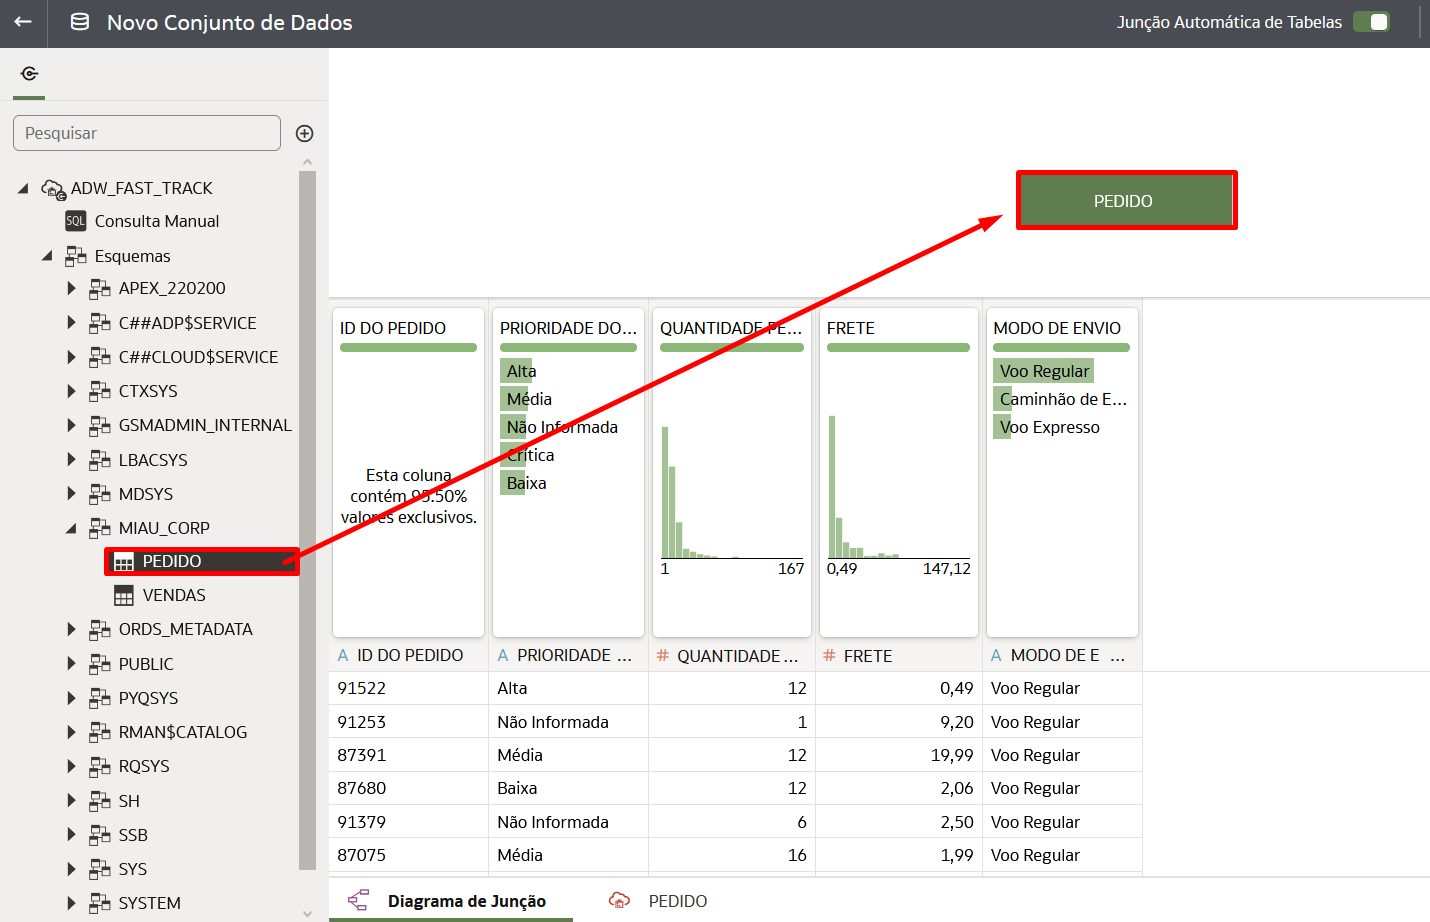 Novo Conjunto de Dados
Junção Automática de Tabelas
Pesquisar
ADW_FAST_TRACK
SQL Consulta Manual
Esquemas
APEX_220200
C##ADP$SERVICE
C##CLOUD$SERVICE
CTXSYS
GSMADMIN_INTERNAL
LBACSYS
MDSYS
MIAU_CORP
PEDIDO
VENDAS
ORDS_METADATA
PUBLIC
PYQSYS
RMAN$CATALOG
RQSYS
SH
SSB
SYS
SYSTEM
PEDIDO
ID DO PEDIDO
Esta coluna
contém 95.50%
valores exclusivos.
PRIORIDADE DO...
Alta
Média
Não Informada
Crítica
Baixa
QUANTIDADE PE...
1 167
FRETE
0,49 147,12
MODO DE ENVIO
Voo Regular
Caminhão de E...
Voo Expresso
A ID DO PEDIDO A PRIORIDADE ... # QUANTIDADE ... # FRETE A MODO DE E ...
91522 Alta 12 0,49 Voo Regular
91253 Não Informada 1 9,20 Voo Regular
87391 Média 12 19,99 Voo Regular
87680 Baixa 12 2,06 Voo Regular
91379 Não Informada 6 2,50 Voo Regular
87075 Média 16 1,99 Voo Regular
Diagrama de Junção PEDIDO